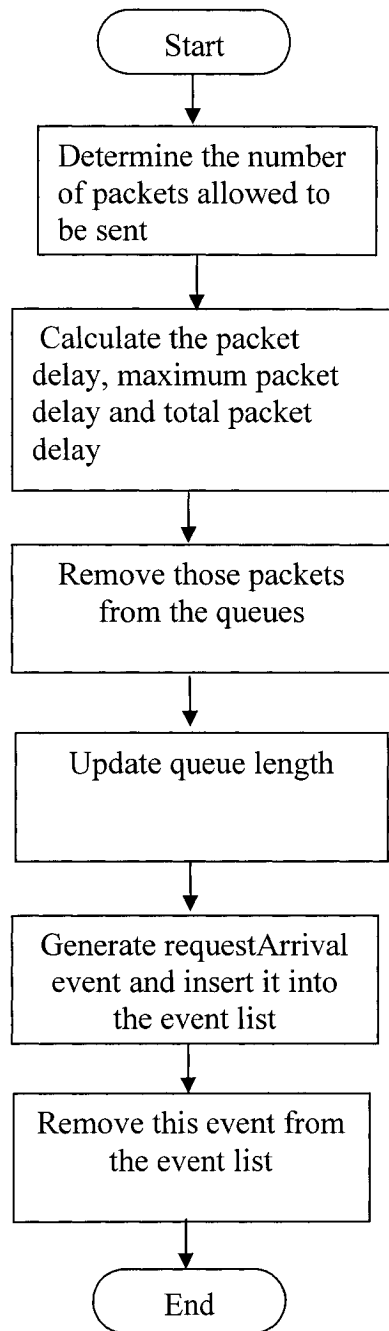 Start
Determine the number
of packets allowed to
be sent
Calculate the packet
delay, maximum packet
delay and total packet
delay
Remove those packets
from the queues
Update queue length
Generate requestArrival
event and insert it into
the event list
Remove this event from
the event list
End